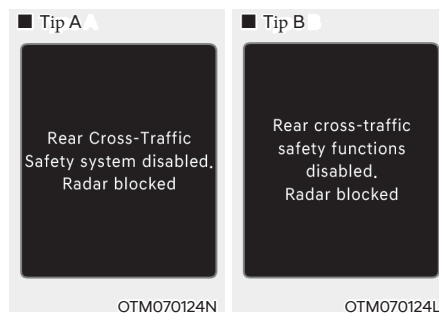 ■ Tip A
Rear Cross-Traffic
Safety system disabled.
Radar blocked
OTM070124N
■ Tip B
Rear cross-traffic
safety functions
disabled.
Radar blocked
OTM070124L